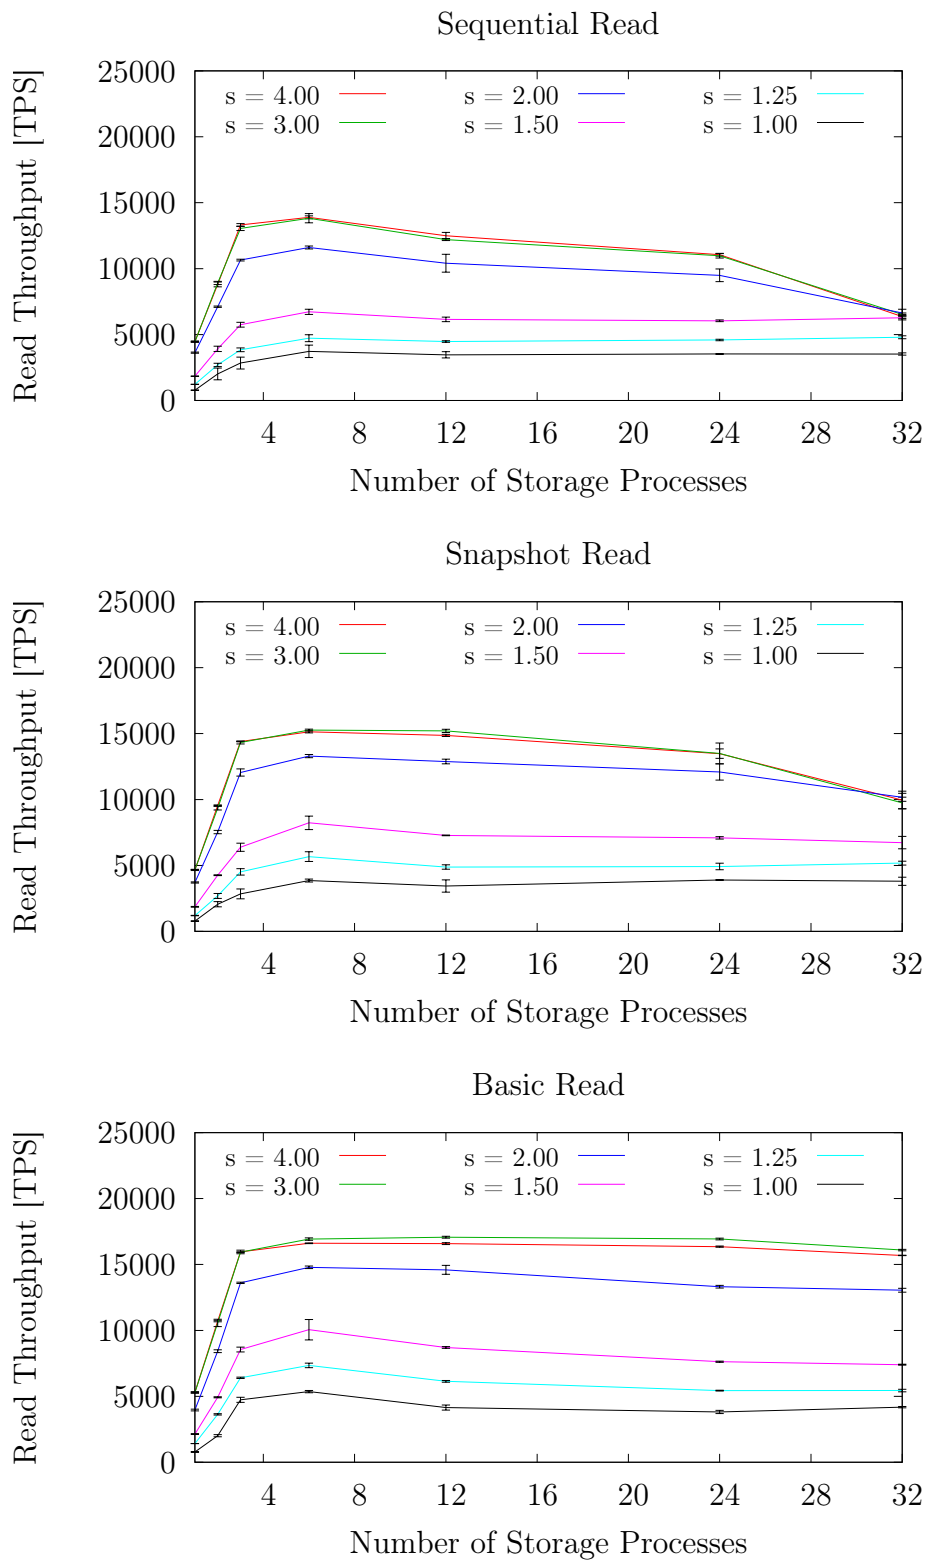 Sequential Read
Read Throughput [TPS]
25000
20000
15000
10000
5000
0
s = 4.00 s = 2.00 s = 1.25
s = 3.00 s = 1.50 s = 1.00
4 8 12 16 20 24 28 32
Number of Storage Processes
Snapshot Read
Read Throughput [TPS]
25000
20000
15000
10000
5000
0
s = 4.00 s = 2.00 s = 1.25
s = 3.00 s = 1.50 s = 1.00
4 8 12 16 20 24 28 32
Number of Storage Processes
Basic Read
Read Throughput [TPS]
25000
20000
15000
10000
5000
0
s = 4.00 s = 2.00 s = 1.25
s = 3.00 s = 1.50 s = 1.00
4 8 12 16 20 24 28 32
Number of Storage Processes